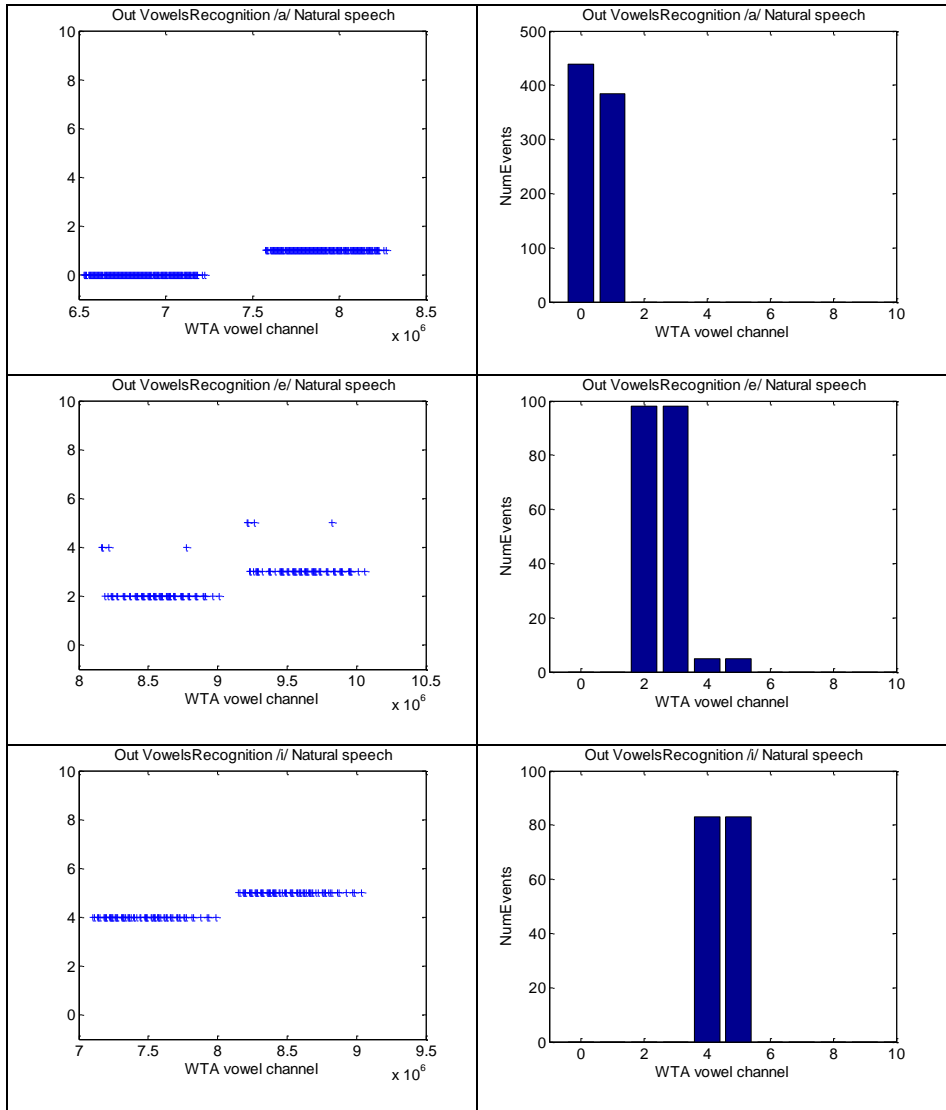 Out VowelsRecognition /a/ Natural speech
10
8
6
4
2
0
6.5 7 7.5 8 8.5
WTA vowel channel
x 10^6
Out VowelsRecognition /a/ Natural speech
500
400
300
200
100
0
NumEvents
0 2 4 6 8 10
WTA vowel channel
Out VowelsRecognition /e/ Natural speech
10
8
6
4
2
0
8 8.5 9 9.5 10 10.5
WTA vowel channel
x 10^6
Out VowelsRecognition /e/ Natural speech
100
80
60
40
20
0
NumEvents
0 2 4 6 8 10
WTA vowel channel
Out VowelsRecognition /i/ Natural speech
10
8
6
4
2
0
7 7.5 8 8.5 9 9.5
WTA vowel channel
x 10^6
Out VowelsRecognition /i/ Natural speech
100
80
60
40
20
0
NumEvents
0 2 4 6 8 10
WTA vowel channel